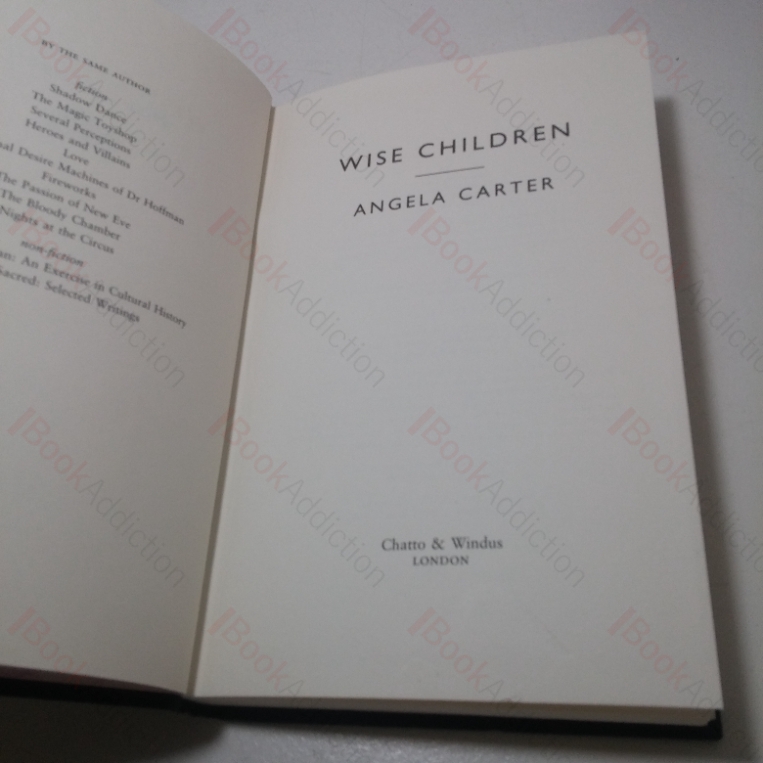 BY THE SAME AUTHOR
fiction
Shadow Dance
The Magic Toyshop
Several Perceptions
Heroes and Villains
Love
Desire Machines of Dr Hoffman
Fireworks
The Passion of New Eve
The Bloody Chamber
Nights at the Circus
non-fiction
An Exercise in Cultural History
Sacred: Selected Writings
WISE CHILDREN
ANGELA CARTER
Chatto & Windus
LONDON
BookAddiction